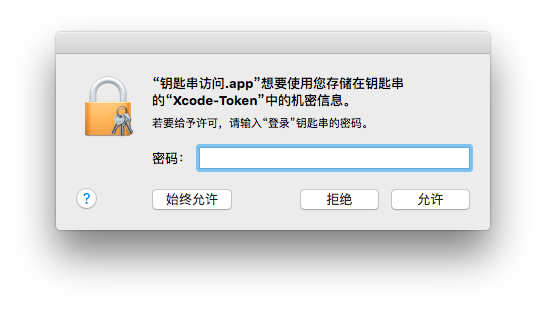 “钥匙串访问.app”想要使用您存储在钥匙串
的“Xcode-Token”中的机密信息。
若要给予许可，请输入“登录”钥匙串的密码。
密码：
?
始终允许
拒绝
允许